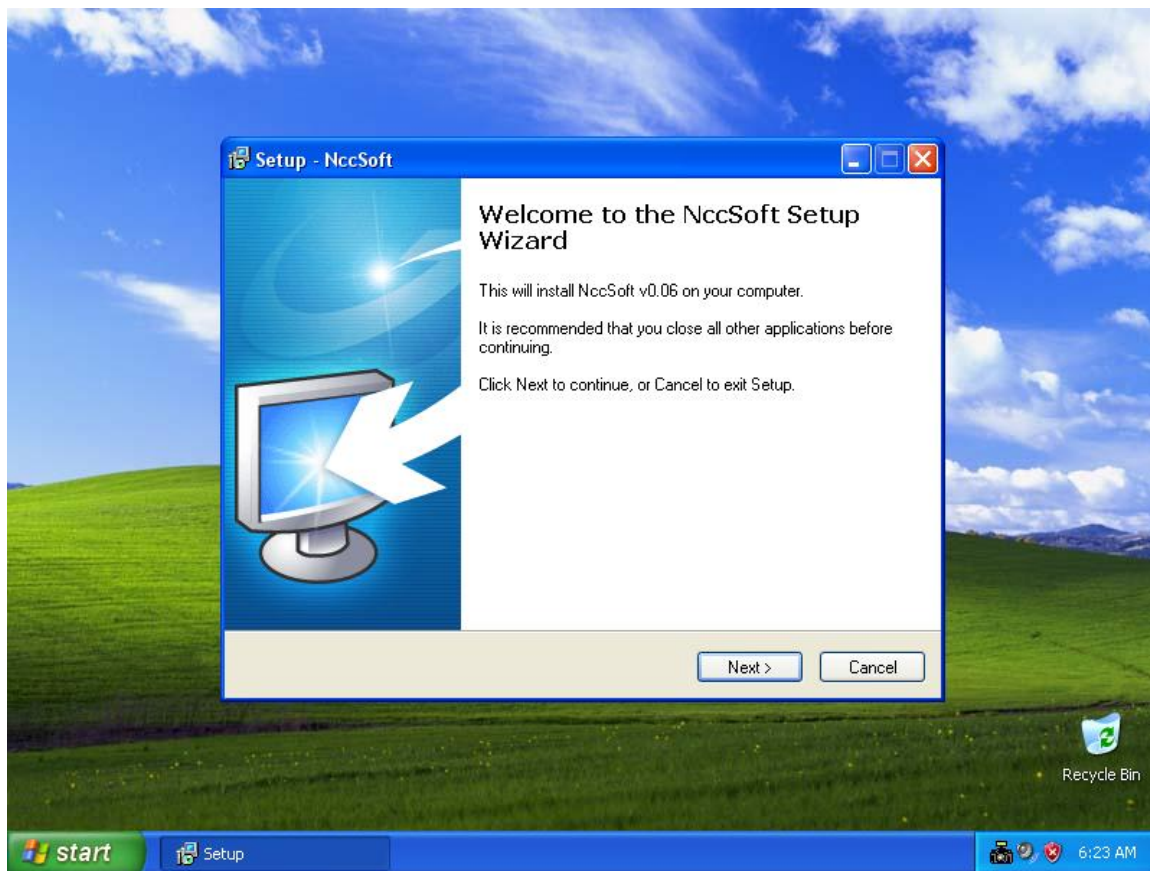 Setup - NccSoft
Welcome to the NccSoft Setup
Wizard
This will install NccSoft v0.06 on your computer.
It is recommended that you close all other applications before
continuing.
Click Next to continue, or Cancel to exit Setup.
Next >
Cancel
Recycle Bin
start
Setup
6:23 AM